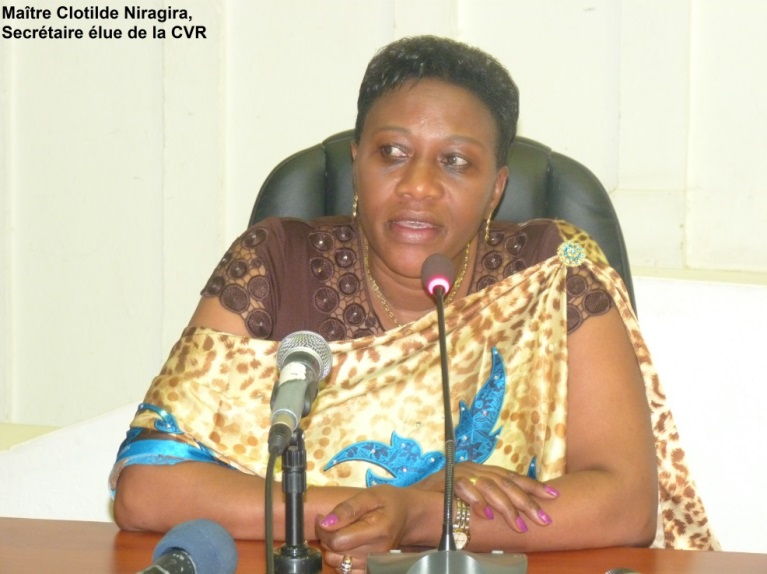 Maître Clotilde Niragira,
Secrétaire élue de la CVR